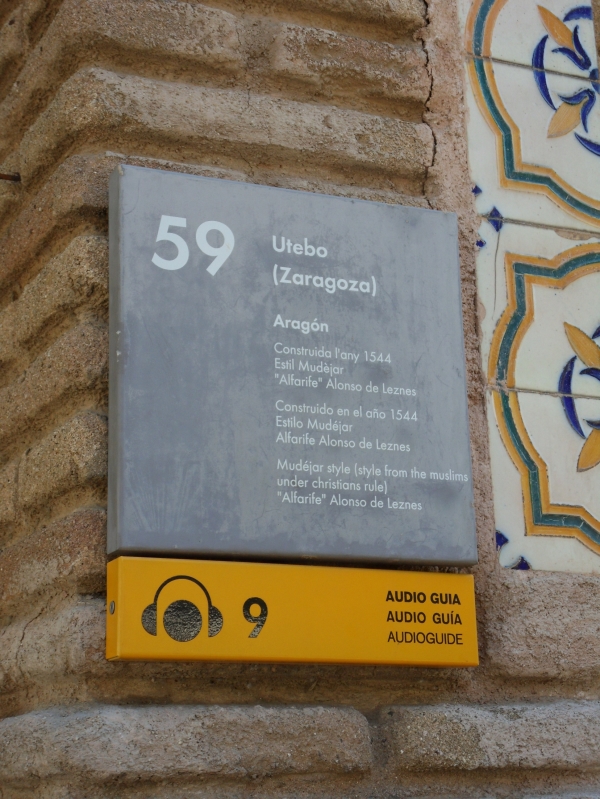 59
Utebo
(Zaragoza)
Aragón
Construida l'any 1544
Estil Mudèjar
"Alfarife" Alonso de Leznes
Construido en el año 1544
Estilo Mudéjar
Alfarife Alonso de Leznes
Mudéjar style (style from the muslims
under christians rule)
"Alfarife" Alonso de Leznes
9
AUDIO GUIA
AUDIO GUÍA
AUDIOGUIDE